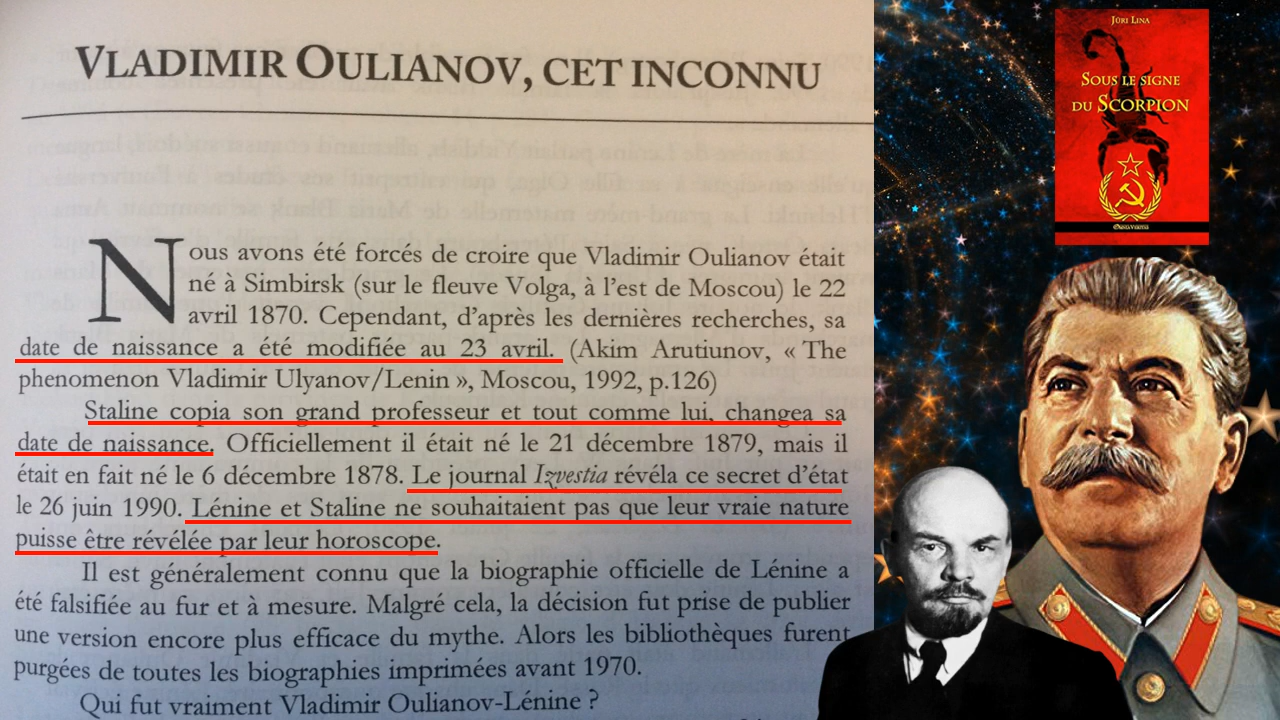 VLADIMIR OULIANOV, CET INCONNU
Nous avons été forcés de croire que Vladimir Oulianov était
né à Simbirsk (sur le fleuve Volga, à l'est de Moscou) le 22
avril 1870. Cependant, d'après les dernières recherches, sa
date de naissance a été modifiée au 23 avril. (Akim Arutiunov, « The
phenomenon Vladimir Ulyanov/Lenin », Moscou, 1992, p.126)
Staline copia son grand professeur et tout comme lui, changea sa
date de naissance. Officiellement il était né le 21 décembre 1879, mais il
était en fait né le 6 décembre 1878. Le journal Izvestia révéla ce secret d'état
le 26 juin 1990. Lénine et Staline ne souhaitaient pas que leur vraie nature
puisse être révélée par leur horoscope.
Il est généralement connu que la biographie officielle de Lénine a
été falsifiée au fur et à mesure. Malgré cela, la décision fut prise de publier
une version encore plus efficace du mythe. Alors les bibliothèques furent
purgées de toutes les biographies imprimées avant 1970.
Qui fut vraiment Vladimir Oulianov-Lénine ?
JÜRI LINA
SOUS LE SIGNE
DU SCORPION